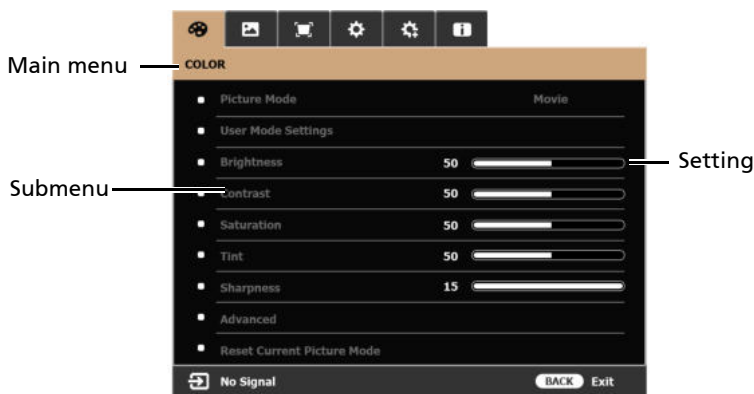 Main menu
COLOR
Picture Mode Movie
User Mode Settings
Brightness 50
Setting
Submenu
Contrast 50
Saturation 50
Tint 50
Sharpness 15
Advanced
Reset Current Picture Mode
No Signal BACK Exit